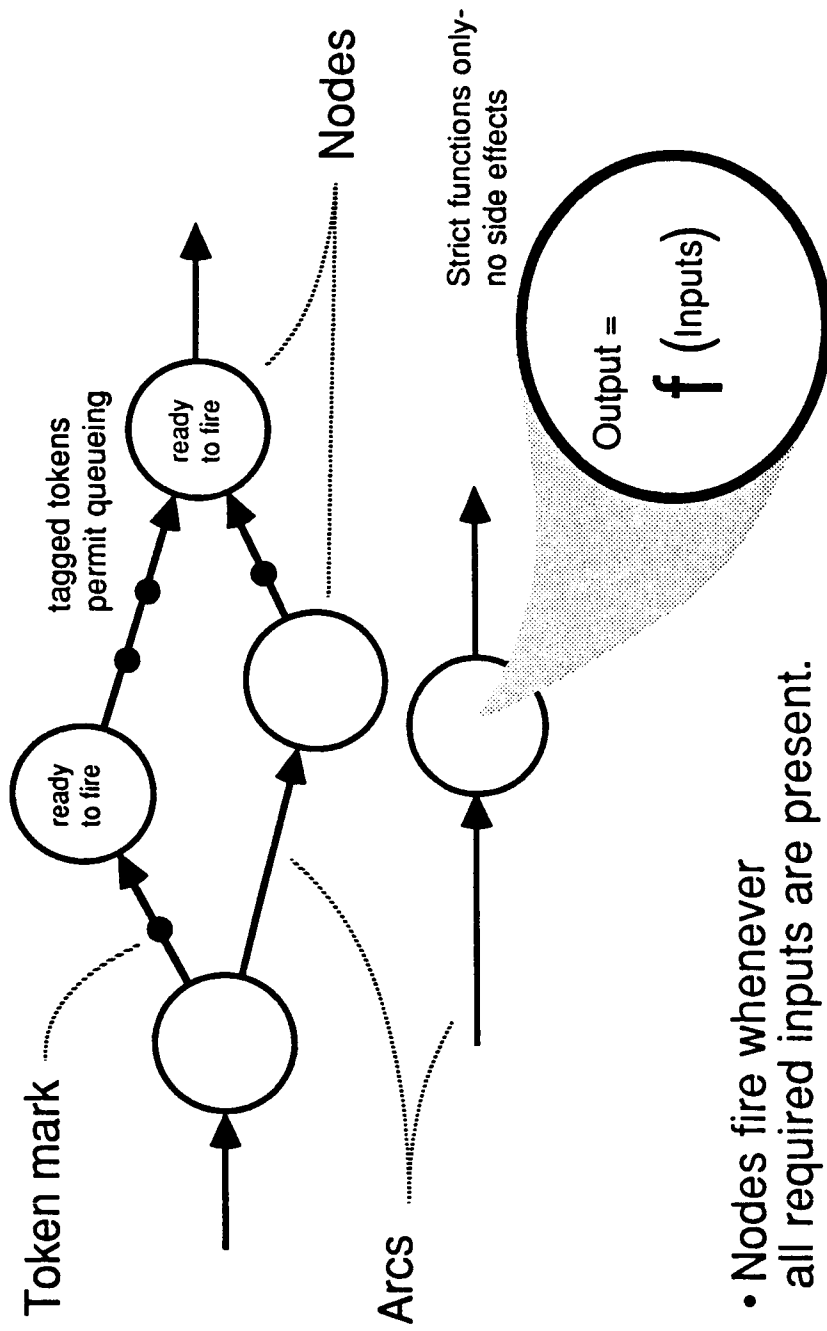 Token mark
ready
to fire
tagged tokens
permit queueing
ready
to fire
Nodes
Arcs
Strict functions only-
no side effects
Output =
f (Inputs)
• Nodes fire whenever
all required inputs are present.